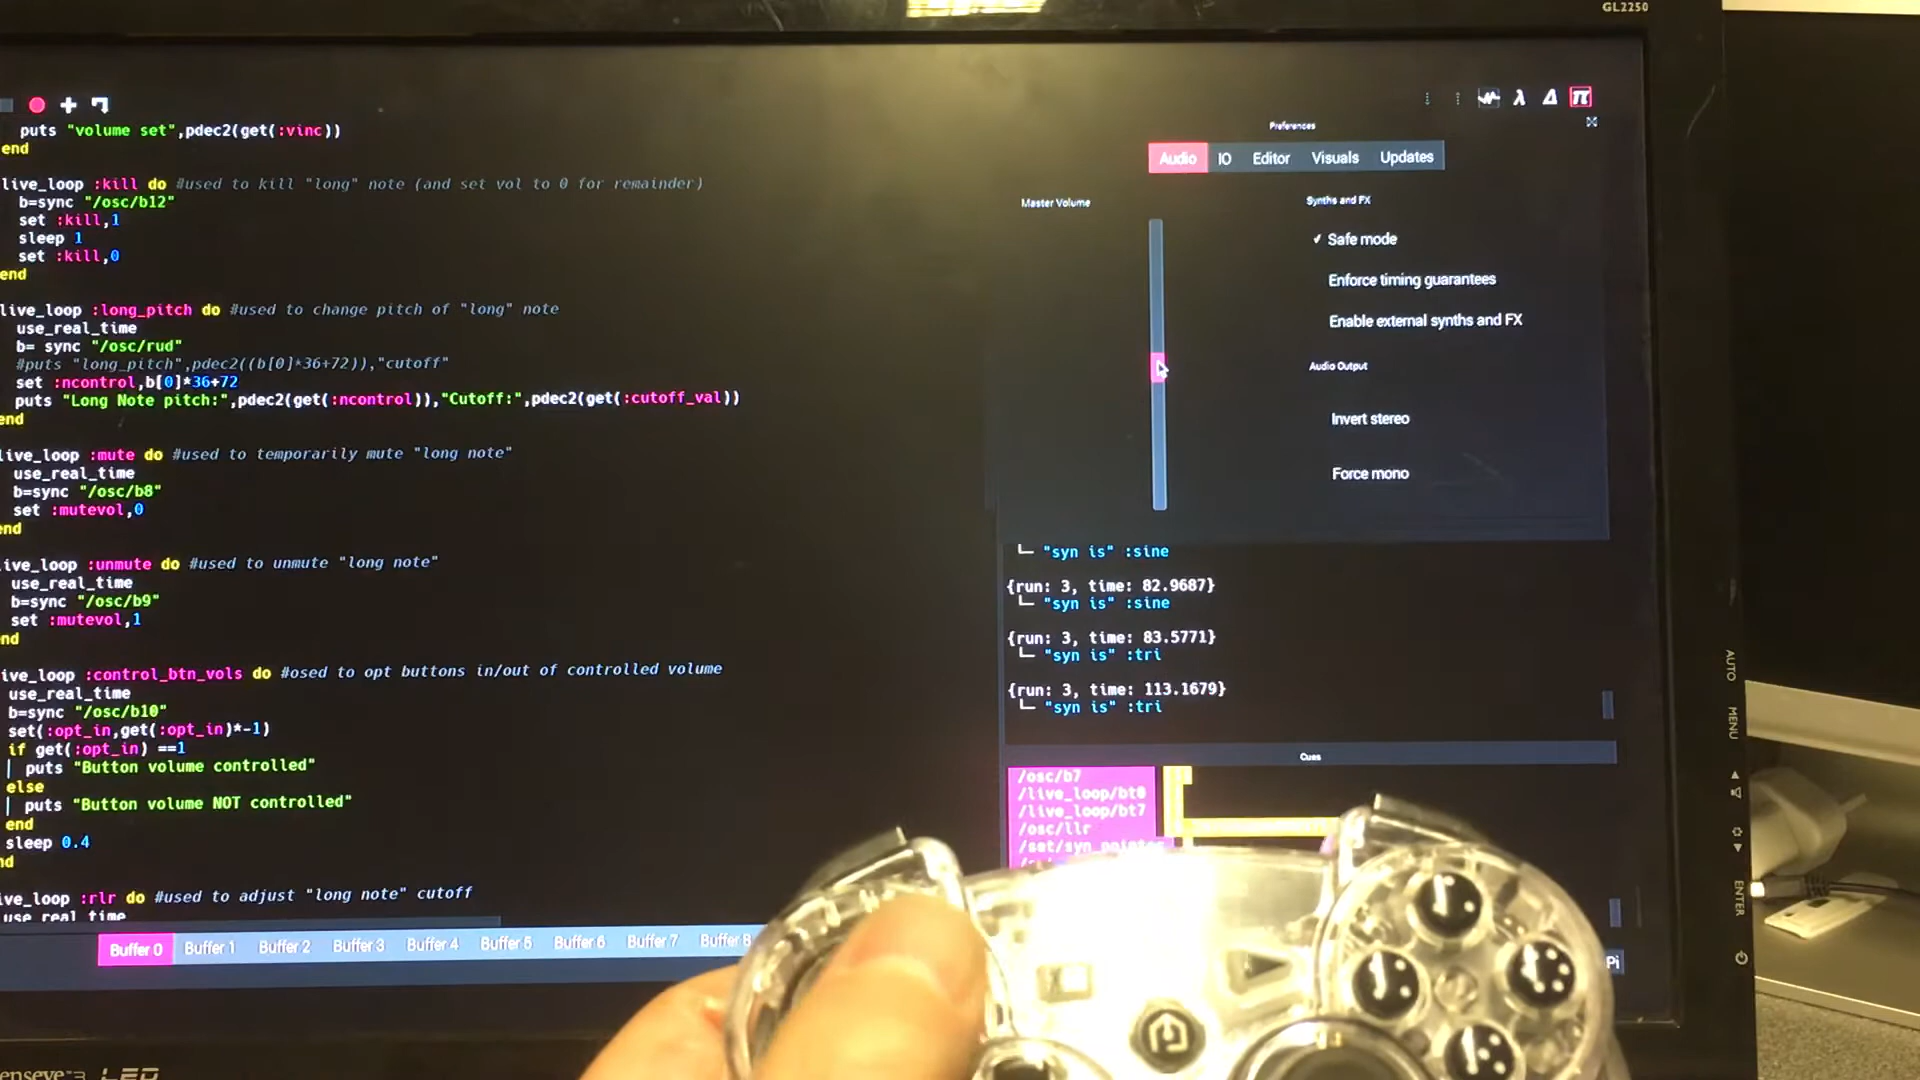 GL2250
puts "volume set",pdec2(get(:vinc))
end
live_loop :kill do #used to kill "long" note (and set vol to 0 for remainder)
b=sync "/osc/b12"
set :kill,1
sleep 1
set :kill,0
end
live_loop :long_pitch do #used to change pitch of "long" note
use_real_time
b= sync "/osc/rud"
#puts "long_pitch",pdec2((b[0]*36+72)),"cutoff"
set :ncontrol,b[0]*36+72
puts "Long Note pitch:",pdec2(get(:ncontrol)),"Cutoff:",pdec2(get(:cutoff_val))
end
live_loop :mute do #used to temporarily mute "long note"
use_real_time
b=sync "/osc/b8"
set :mutevol,0
end
ive_loop :unmute do #used to unmute "long note"
use_real_time
b=sync "/osc/b9"
set :mutevol,1
nd
ive_loop :control_btn_vols do #osed to opt buttons in/out of controlled volume
use_real_time
b=sync "/osc/b10"
set(:opt_in,get(:opt_in)*-1)
if get(:opt_in) ==1
| puts "Button volume controlled"
else
| puts "Button volume NOT controlled"
end
sleep 0.4
nd
ive_loop :rlr do #used to adjust "long note" cutoff
use_real_time
Buffer 0 Buffer 1 Buffer 2 Buffer 3 Buffer 4 Buffer 5 Buffer 6 Buffer 7 Buffer 8
λ Δ π
Preferences
Audio IO Editor Visuals Updates
Master Volume
Synths and FX
✓ Safe mode
Enforce timing guarantees
Enable external synths and FX
Audio Output
Invert stereo
Force mono
└─ "syn is" :sine
{run: 3, time: 82.9687}
└─ "syn is" :sine
{run: 3, time: 83.5771}
└─ "syn is" :tri
{run: 3, time: 113.1679}
└─ "syn is" :tri
Cues
/osc/b7
/live_loop/bt0
/live_loop/bt7
/osc/llr
/set/syn_pointer
Pi
AUTO
MENU
ENTER
enseye 3 LED